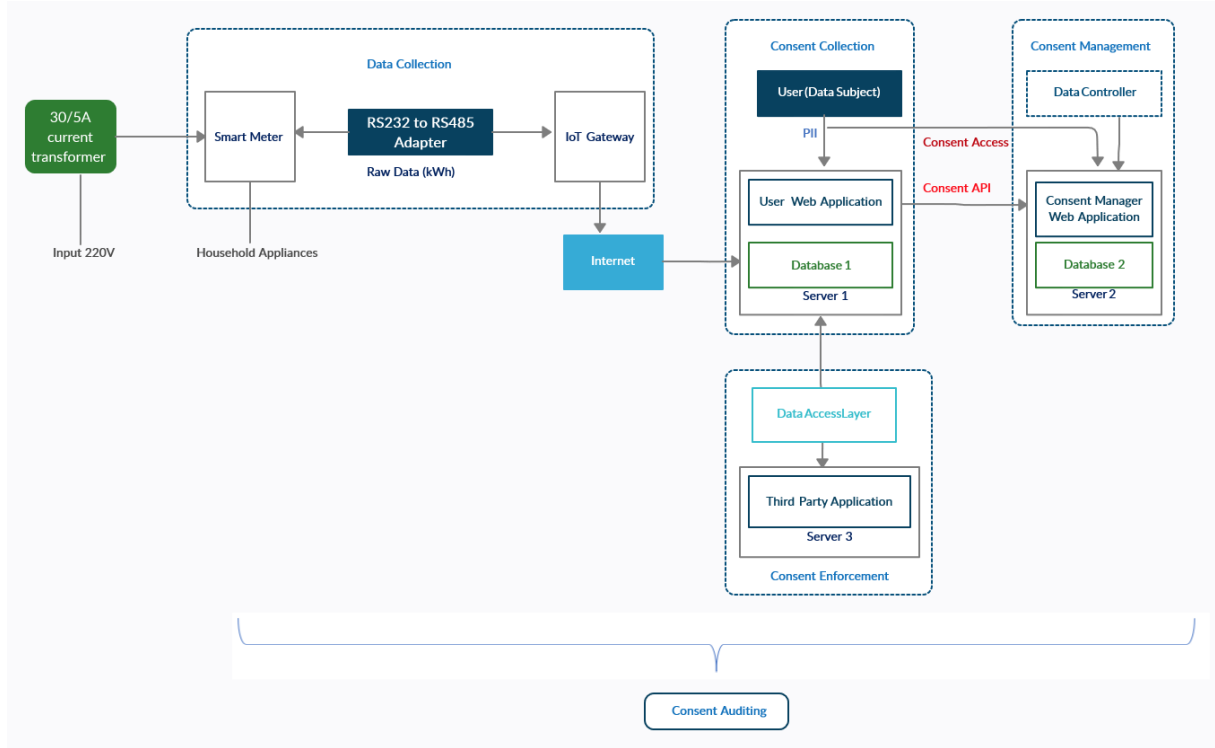 Data Collection
30/5A
current
transformer
Smart Meter
RS232 to RS485
Adapter
Raw Data (kWh)
IoT Gateway
Input 220V
Household Appliances
Internet
Consent Collection
User(Data Subject)
PII
Consent Access
User Web Application
Consent API
Database 1
Server 1
Consent Management
Data Controller
Consent Manager
Web Application
Database 2
Server 2
Data AccessLayer
Third Party Application
Server 3
Consent Enforcement
Consent Auditing